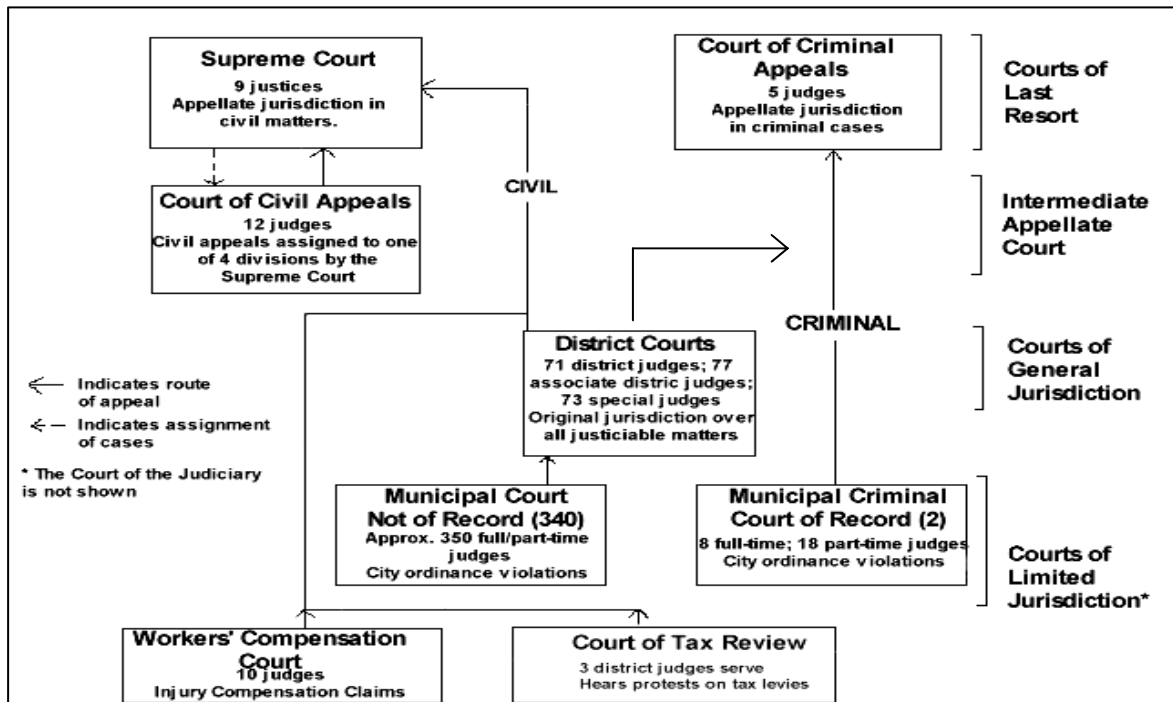 Supreme Court
9 justices
Appellate jurisdiction in
civil matters.
Court of Criminal
Appeals
5 judges
Appellate jurisdiction
in criminal cases
Courts of
Last
Resort
CIVIL
Court of Civil Appeals
12 judges
Civil appeals assigned to one
of 4 divisions by the
Supreme Court
Intermediate
Appellate
Court
CRIMINAL
District Courts
71 district judges; 77
associate distric judges;
73 special judges
Original jurisdiction over
all justiciable matters
Courts of
General
Jurisdiction
Indicates route
of appeal
Indicates assignment
of cases
* The Court of the Judiciary
is not shown
Municipal Court
Not of Record (340)
Approx. 350 full/part-time
judges
City ordinance violations
Municipal Criminal
Court of Record (2)
8 full-time; 18 part-time judges
City ordinance violations
Courts of
Limited
Jurisdiction*
Workers' Compensation
Court
10 judges
Injury Compensation Claims
Court of Tax Review
3 district judges serve
Hears protests on tax levies